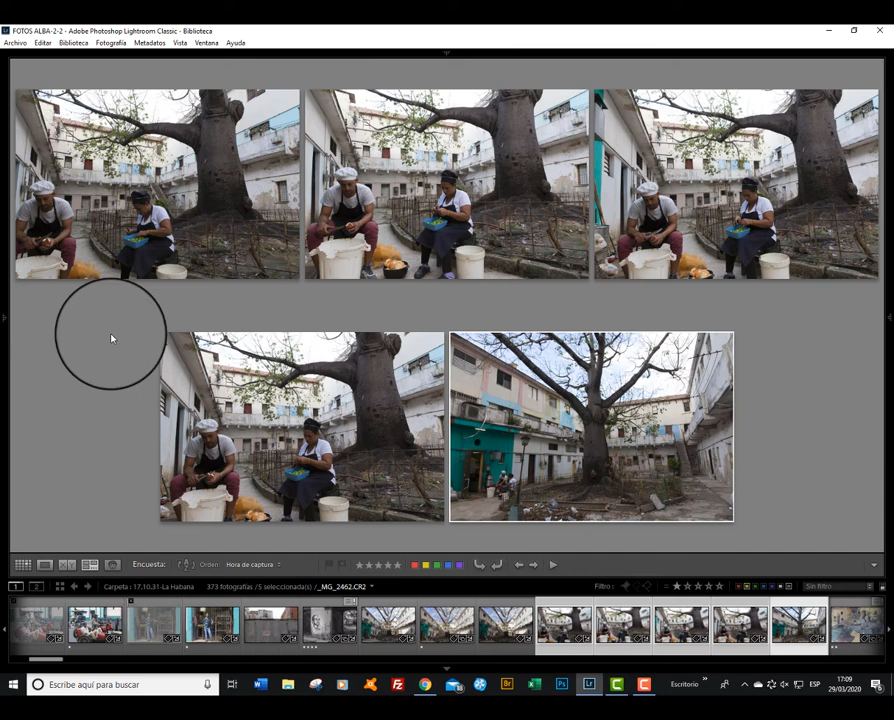 FOTOS ALBA-2-2 - Adobe Photoshop Lightroom Classic - Biblioteca
Archivo Editar Biblioteca Fotografía Metadatos Vista Ventana Ayuda
Encuesta: Orden: Hora de captura
1 2 Carpeta : 17.10.31-La Habana 373 fotografías /5 seleccionada(s) /_MG_2462.CR2 Filtro : Sin filtro
Escribe aquí para buscar
Escritorio
ESP
17:09
29/03/2020